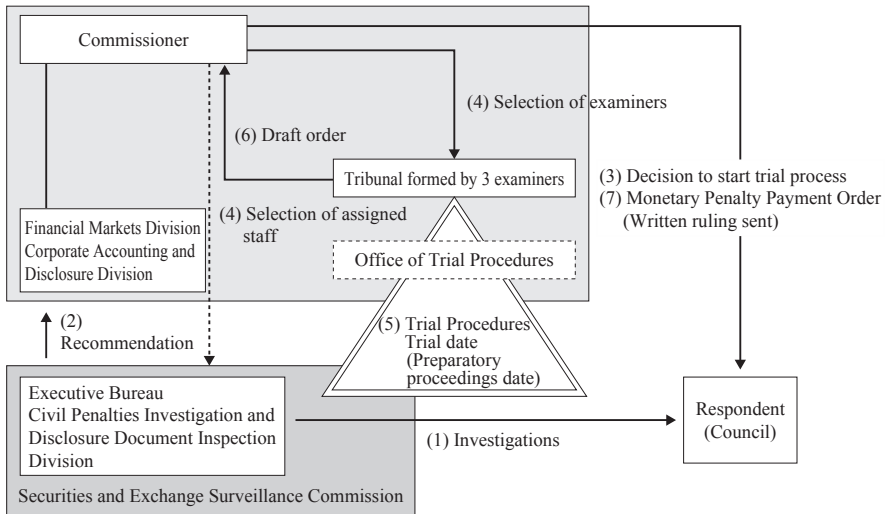 Commissioner
(4) Selection of examiners
(6) Draft order
Tribunal formed by 3 examiners
(3) Decision to start trial process
(7) Monetary Penalty Payment Order
(Written ruling sent)
Financial Markets Division
Corporate Accounting and
Disclosure Division
(4) Selection of assigned
staff
Office of Trial Procedures
(2)
Recommendation
(5) Trial Procedures
Trial date
(Preparatory
proceedings date)
Executive Bureau
Civil Penalties Investigation and
Disclosure Document Inspection
Division
(1) Investigations
Respondent
(Council)
Securities and Exchange Surveillance Commission